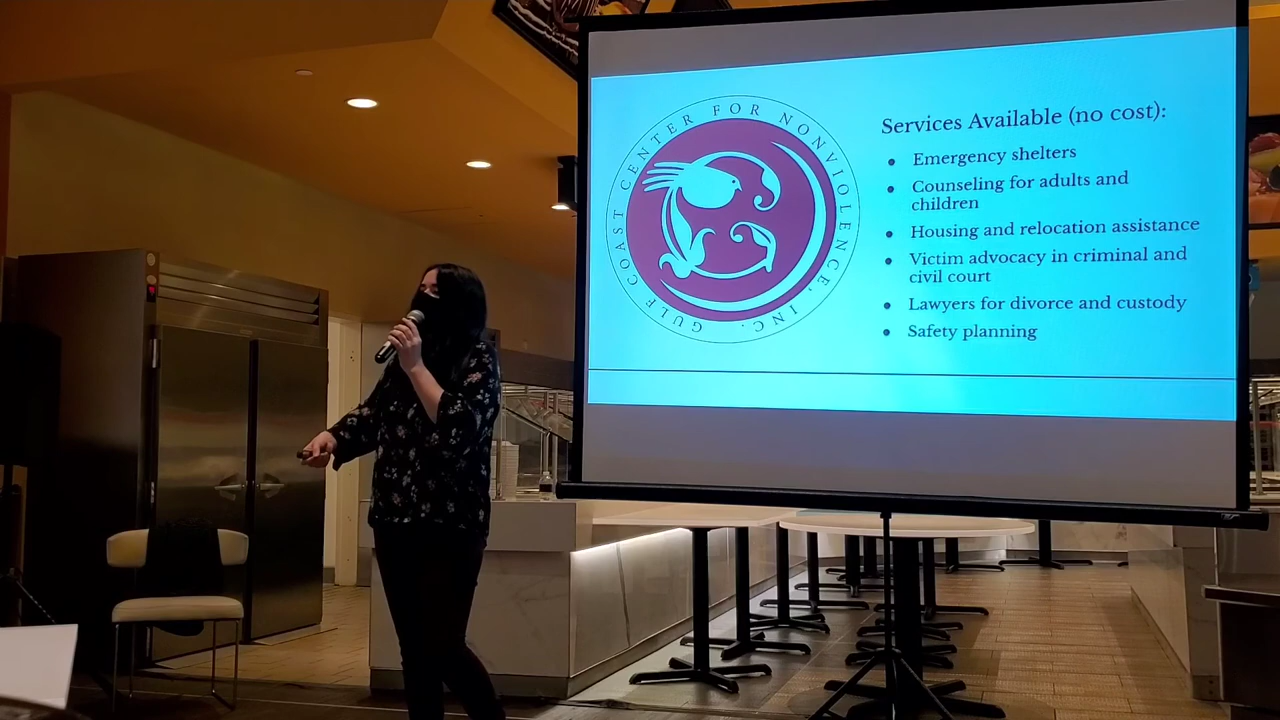 GULF COAST CENTER FOR NONVIOLENCE, INC.
Services Available (no cost):
Emergency shelters
Counseling for adults and
children
Housing and relocation assistance
Victim advocacy in criminal and
civil court
Lawyers for divorce and custody
Safety planning